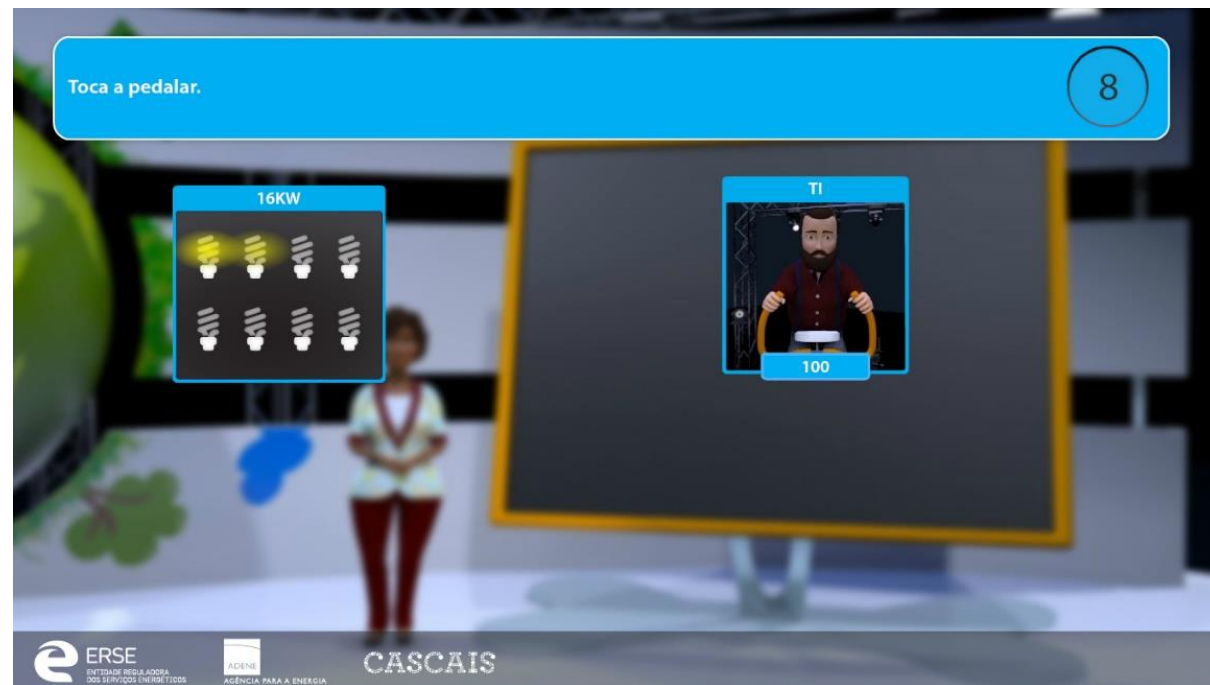 Toca a pedalar.
8
16KW
TI
100
ERSE
ENTIDADE REGULADORA
DOS SERVIÇOS ENERGÉTICOS
ADENE
AGÊNCIA PARA A ENERGIA
CASCAIS